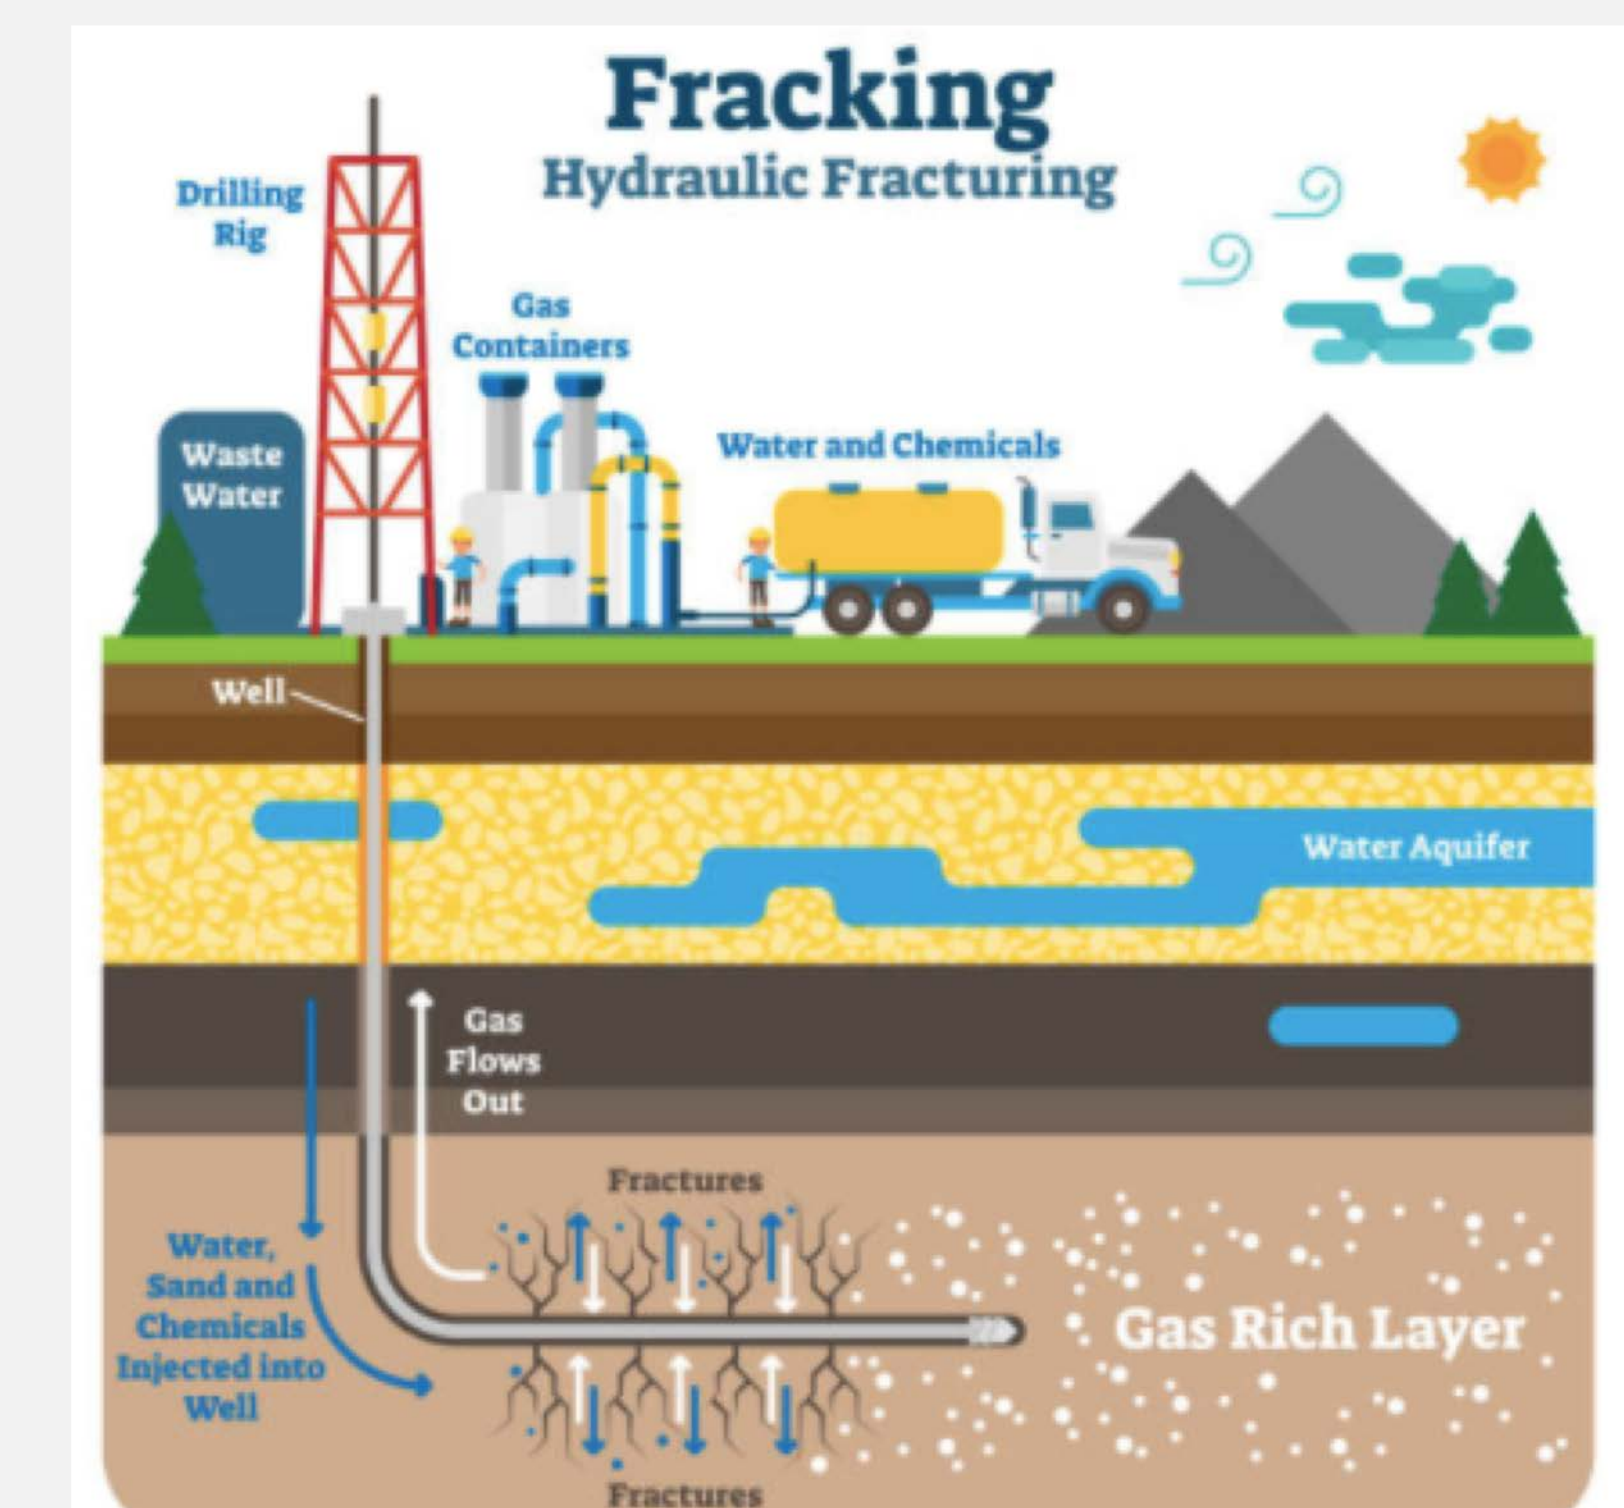 Fracking
Hydraulic Fracturing
Drilling
Rig
Gas
Containers
Waste
Water
Water and Chemicals
Well
Water Aquifer
Gas
Flows
Out
Fractures
Water,
Sand and
Chemicals
Injected into
Well
Gas Rich Layer
Fractures